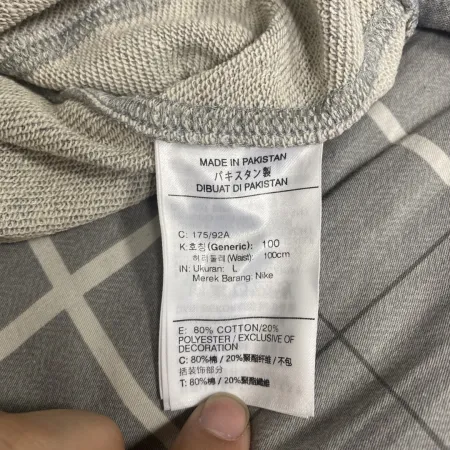 MADE IN PAKISTAN
パキスタン製
DIBUAT DI PAKISTAN
C: 175/92A
K:호칭(Generic): 100
허리둘레(Waist): 100cm
IN: Ukuran: L
Merek Barang: Nike
E: 80% COTTON/20%
POLYESTER / EXCLUSIVE OF
DECORATION
C: 80%棉 / 20%聚酯纤维 / 不包
括装饰部分
T: 80%棉 / 20%聚酯纖維